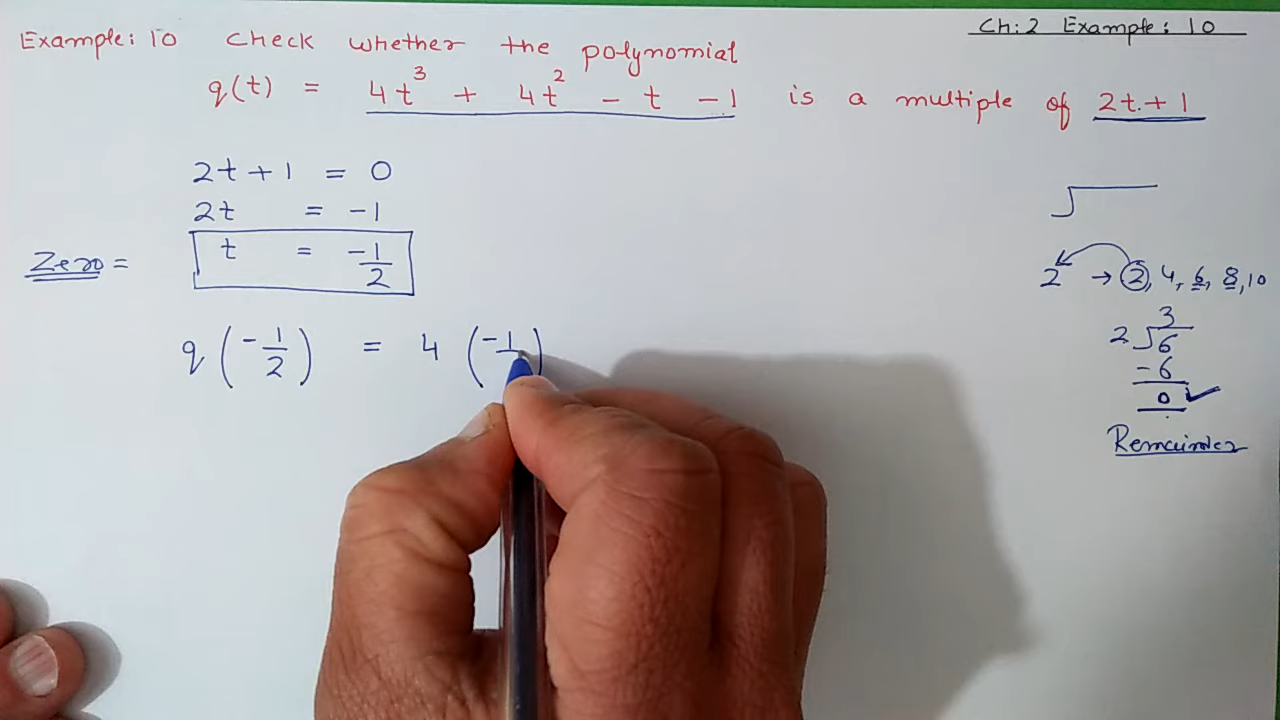 Ch:2 Example: 10
Example: 10 Check whether the polynomial
q(t) = 4t³ + 4t² - t - 1 is a multiple of 2t + 1
2t + 1 = 0
2t = -1
Zero = t = -1/2
q(-1/2) = 4(-1
2 → 2, 4, 6, 8, 10
3
2 6
-6
0 ✓
Remainder